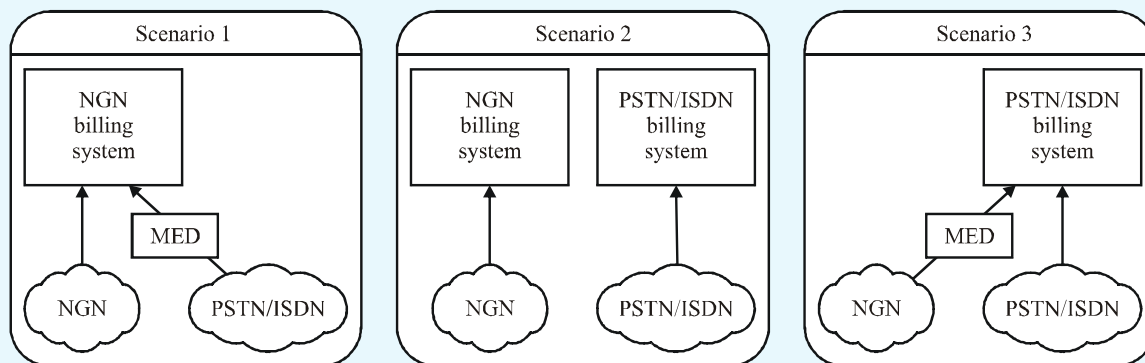 Scenario 1
NGN
billing
system
MED
NGN
PSTN/ISDN
Scenario 2
NGN
billing
system
PSTN/ISDN
billing
system
NGN
PSTN/ISDN
Scenario 3
PSTN/ISDN
billing
system
MED
NGN
PSTN/ISDN